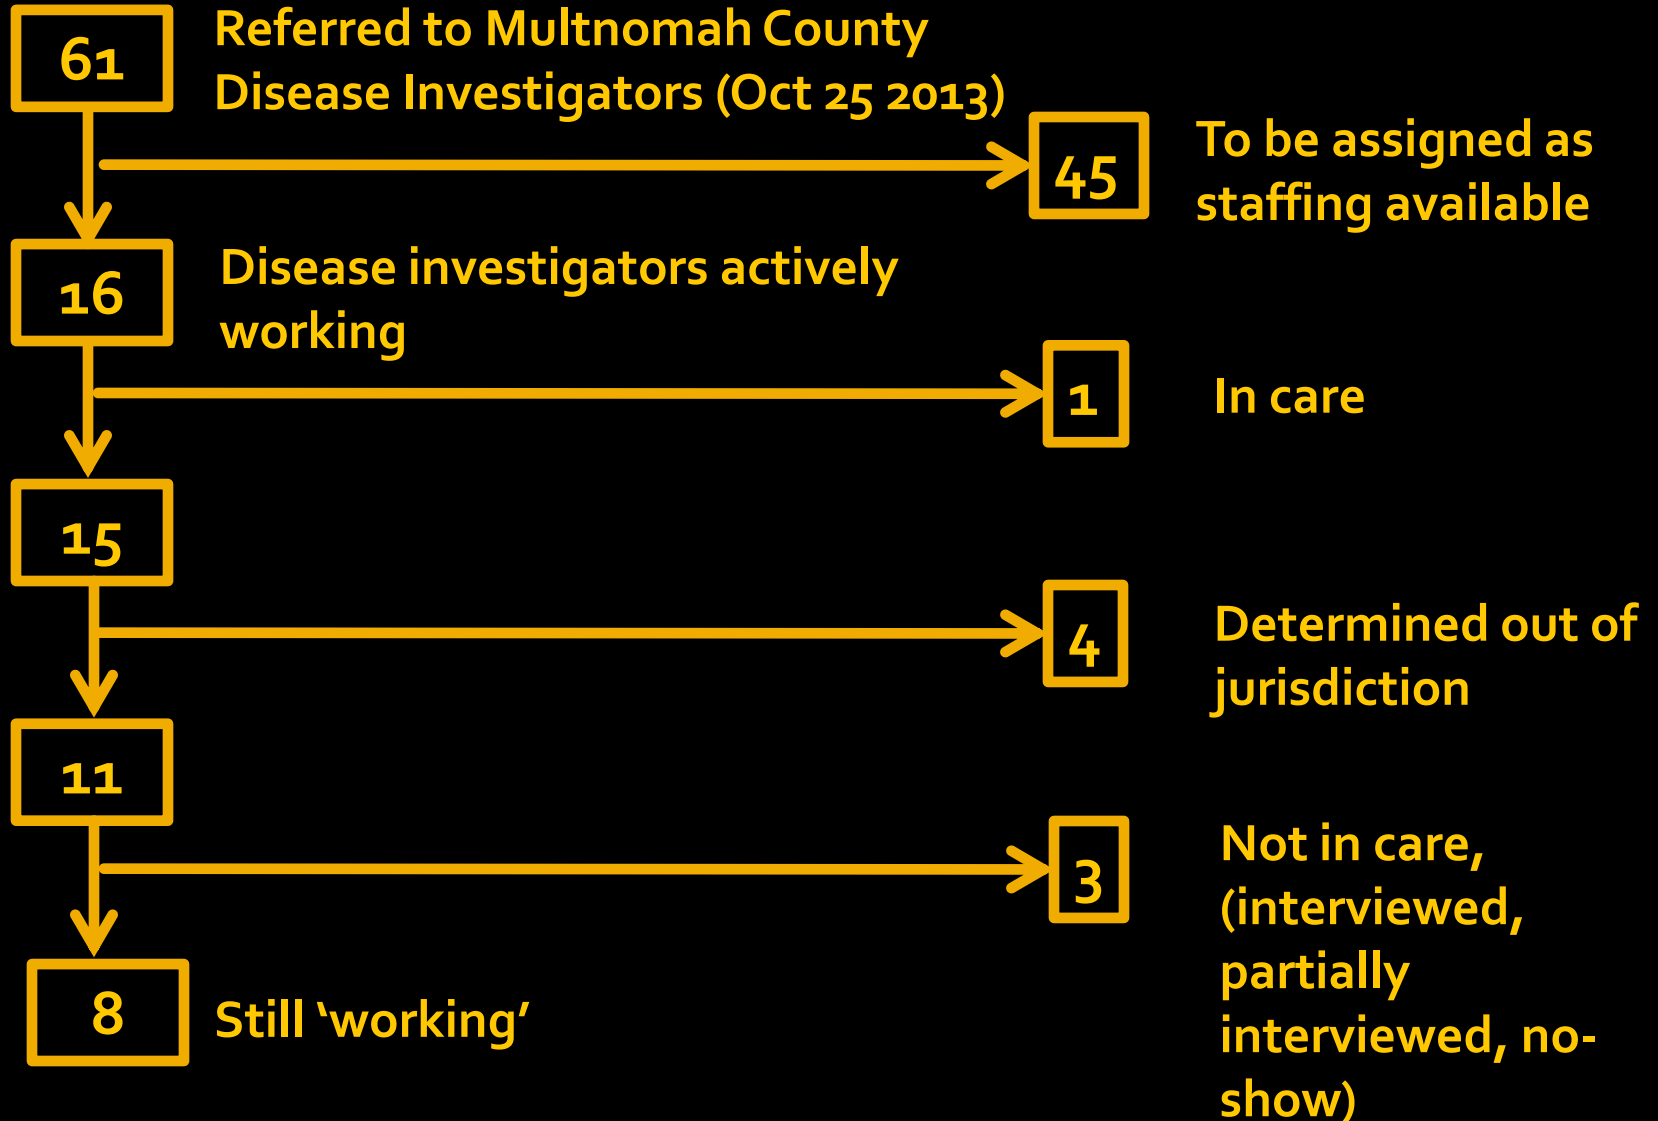 61
Referred to Multnomah County
Disease Investigators (Oct 25 2013)
45
To be assigned as
staffing available
16
Disease investigators actively
working
1
In care
15
4
Determined out of
jurisdiction
11
3
Not in care,
(interviewed,
partially
interviewed, no-
show)
8
Still ‘working’